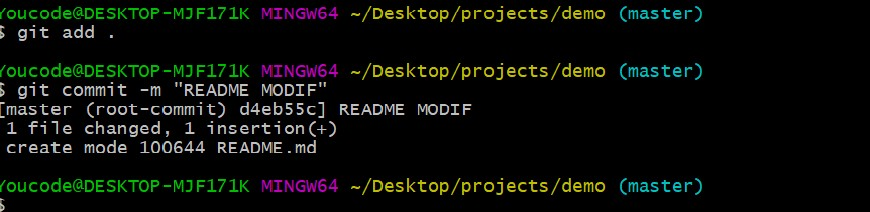 Youcode@DESKTOP-MJF171K MINGW64 ~/Desktop/projects/demo (master)
$ git add .
Youcode@DESKTOP-MJF171K MINGW64 ~/Desktop/projects/demo (master)
$ git commit -m "README MODIF"
[master (root-commit) d4eb55c] README MODIF
1 file changed, 1 insertion(+)
create mode 100644 README.md
Youcode@DESKTOP-MJF171K MINGW64 ~/Desktop/projects/demo (master)
$